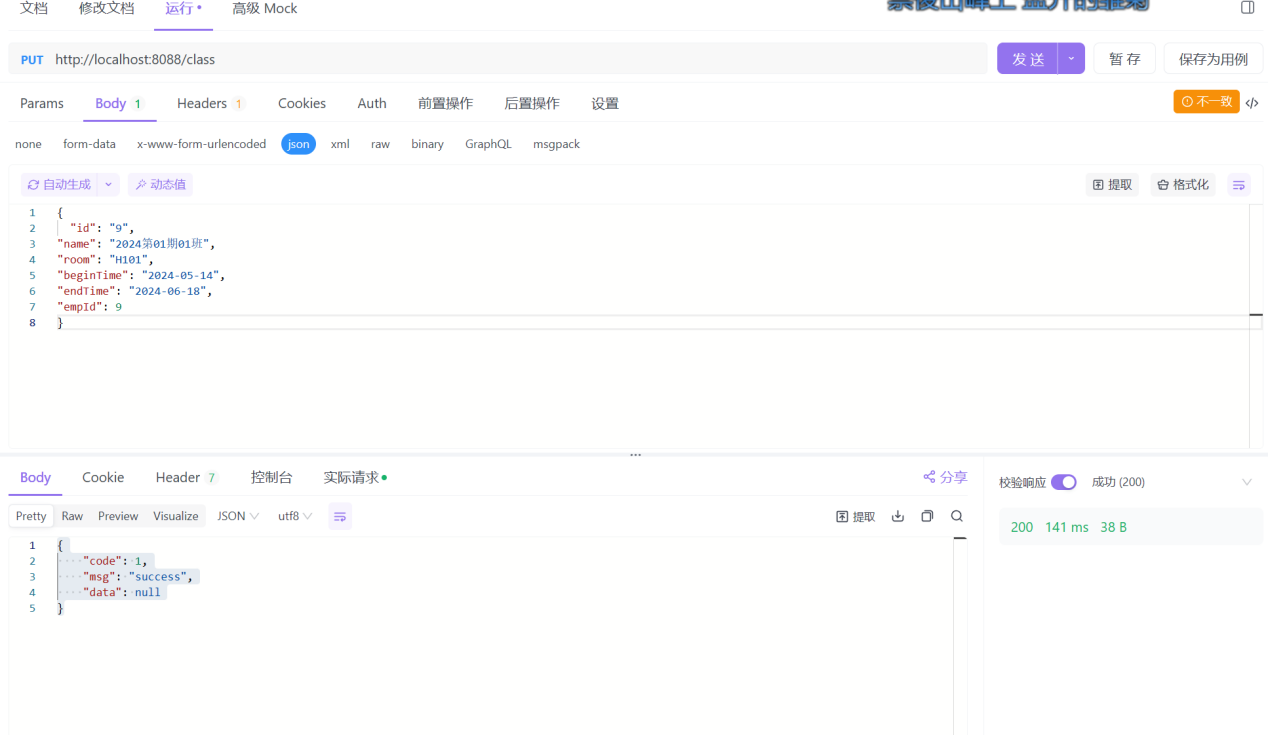 文档 修改文档 运行 高级 Mock
PUT http://localhost:8088/class 发 送 暂 存 保存为用例
Params Body 1 Headers 1 Cookies Auth 前置操作 后置操作 设置 不一致 </>
none form-data x-www-form-urlencoded json xml raw binary GraphQL msgpack
自动生成 动态值 提取 格式化
1 {
2 "id": "9",
3 "name": "2024第01期01班",
4 "room": "H101",
5 "beginTime": "2024-05-14",
6 "endTime": "2024-06-18",
7 "empId": 9
8 }
Body Cookie Header 7 控制台 实际请求 分享 校验响应 成功 (200)
Pretty Raw Preview Visualize JSON utf8 提取 200 141 ms 38 B
1 {
2 "code": 1,
3 "msg": "success",
4 "data": null
5 }